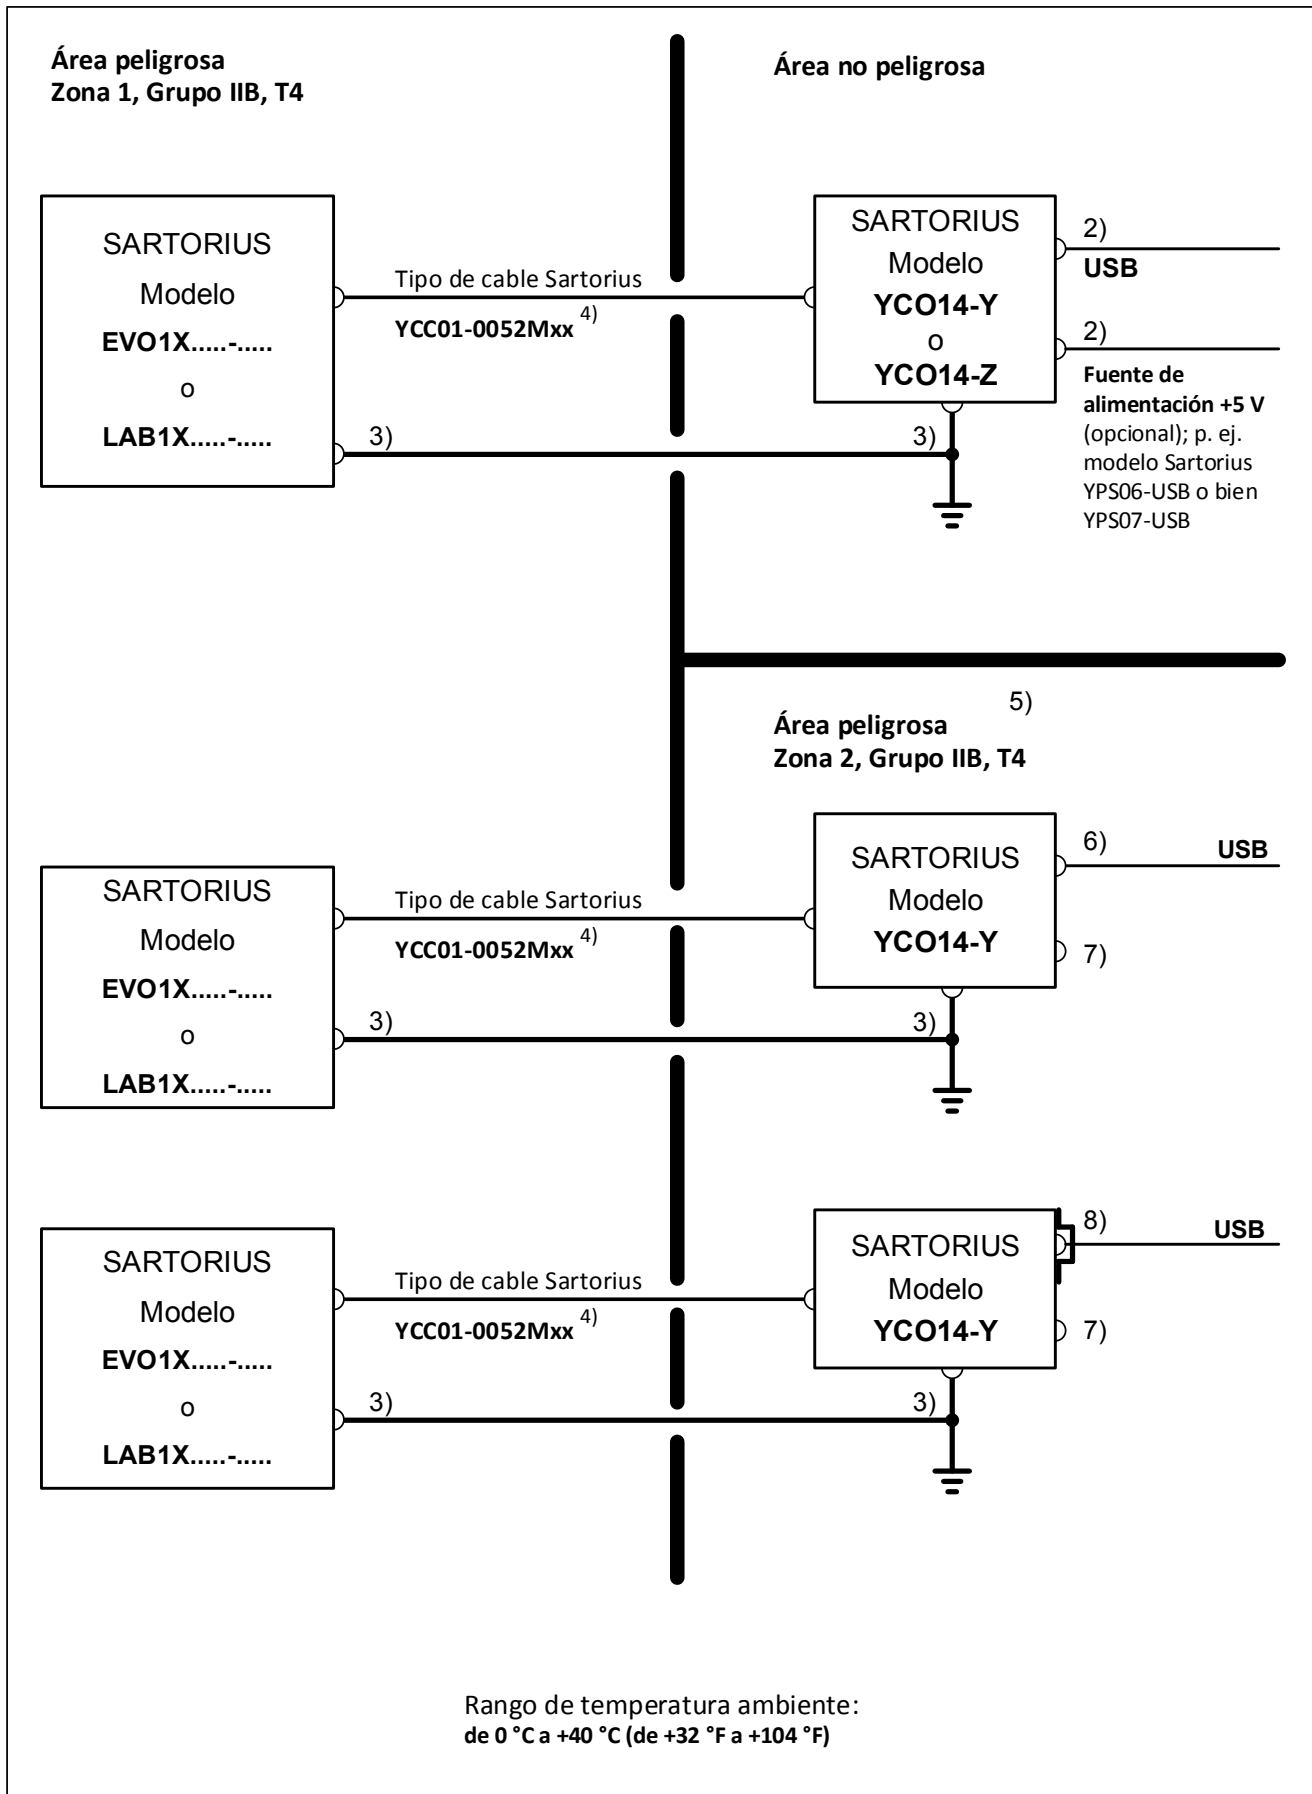 Área peligrosa
Zona 1, Grupo IIB, T4
Área no peligrosa
SARTORIUS
Modelo
EVO1X.....-.....
o
LAB1X.....-.....
Tipo de cable Sartorius
YCC01-0052Mxx 4)
3)
3)
SARTORIUS
Modelo
YCO14-Y
o
YCO14-Z
2)
USB
2)
Fuente de
alimentación +5 V
(opcional); p. ej.
modelo Sartorius
YPS06-USB o bien
YPS07-USB
5)
Área peligrosa
Zona 2, Grupo IIB, T4
SARTORIUS
Modelo
EVO1X.....-.....
o
LAB1X.....-.....
Tipo de cable Sartorius
YCC01-0052Mxx 4)
3)
3)
SARTORIUS
Modelo
YCO14-Y
6)
USB
7)
SARTORIUS
Modelo
EVO1X.....-.....
o
LAB1X.....-.....
Tipo de cable Sartorius
YCC01-0052Mxx 4)
3)
3)
SARTORIUS
Modelo
YCO14-Y
8)
USB
7)
Rango de temperatura ambiente:
de 0 °C a +40 °C (de +32 °F a +104 °F)